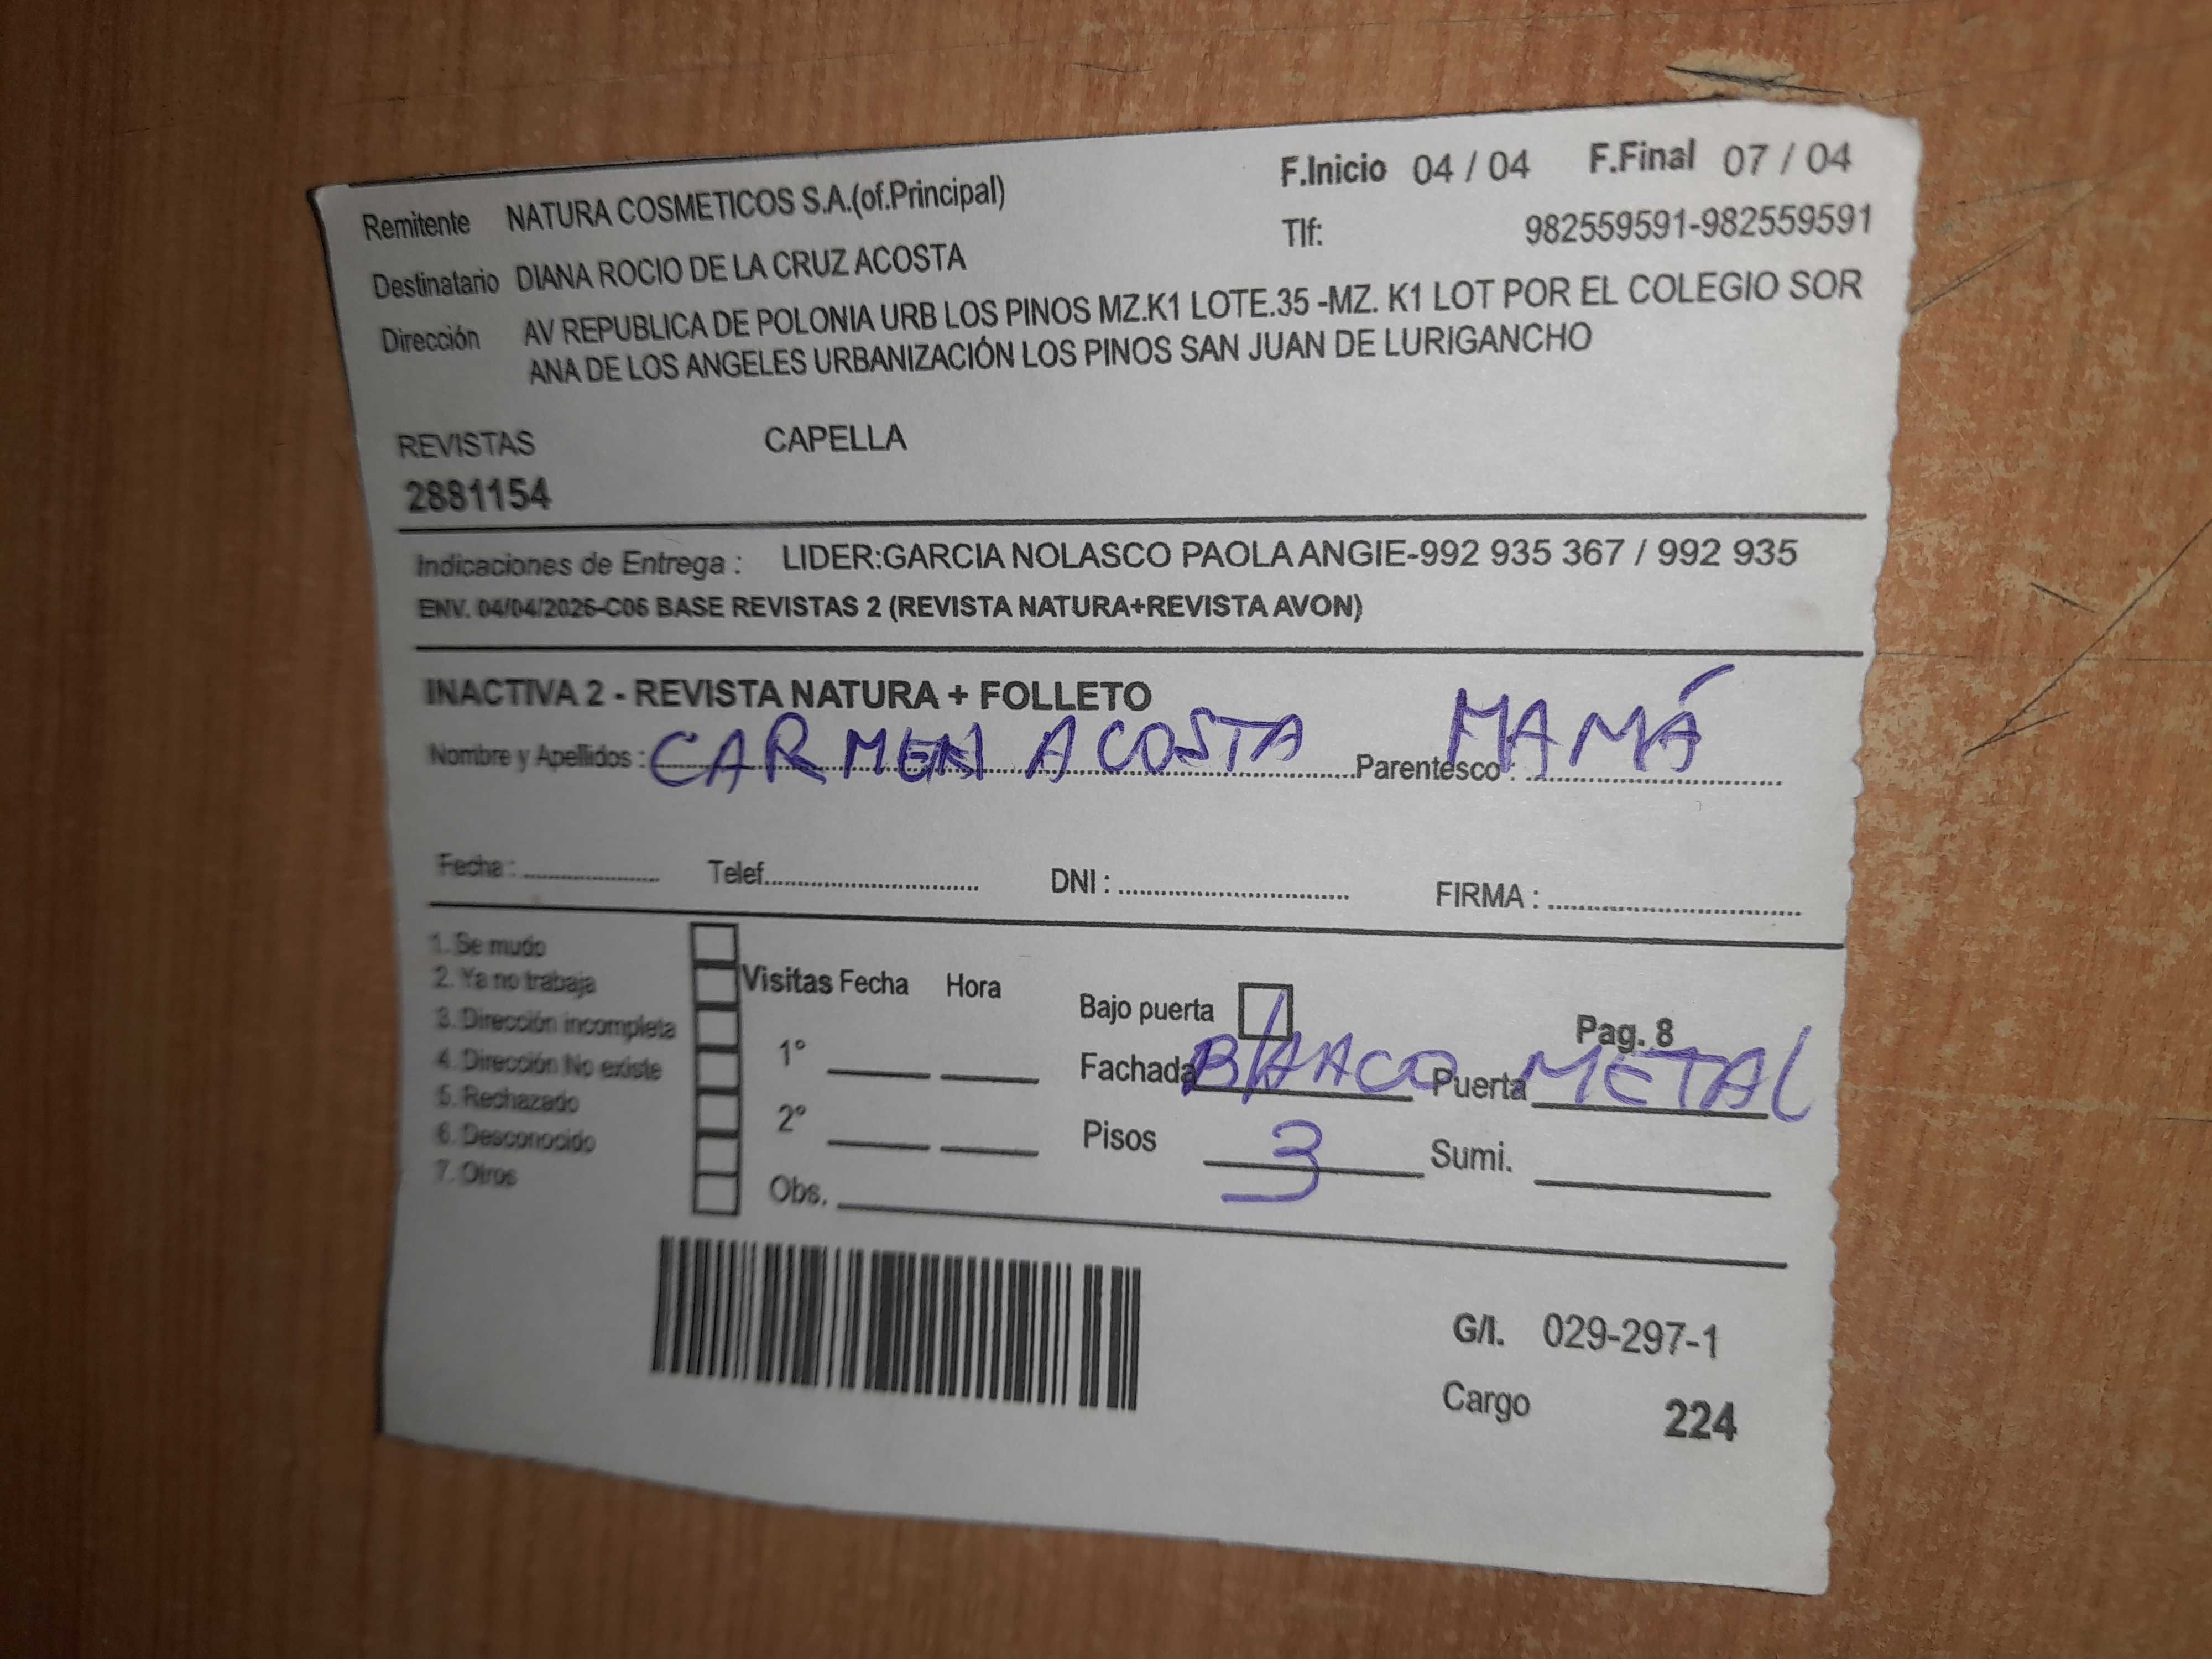 Remitente NATURA COSMETICOS S.A.(of.Principal) F.Inicio 04 / 04 F.Final 07 / 04
Tlf: 982559591-982559591
Destinatario DIANA ROCIO DE LA CRUZ ACOSTA
Dirección AV REPUBLICA DE POLONIA URB LOS PINOS MZ.K1 LOTE.35 -MZ. K1 LOT POR EL COLEGIO SOR
ANA DE LOS ANGELES URBANIZACIÓN LOS PINOS SAN JUAN DE LURIGANCHO
REVISTAS CAPELLA
2881154
Indicaciones de Entrega : LIDER:GARCIA NOLASCO PAOLA ANGIE-992 935 367 / 992 935
ENV. 04/04/2026-C06 BASE REVISTAS 2 (REVISTA NATURA+REVISTA AVON)
INACTIVA 2 - REVISTA NATURA + FOLLETO
Nombre y Apellidos : CARMEN ACOSTA Parentesco : MAMÁ
Fecha : Telef. DNI : FIRMA :
1. Se mudo
2. Ya no trabaja
3. Dirección incompleta
4. Dirección No existe
5. Rechazado
6. Desconocido
7. Otros
Visitas Fecha Hora
1°
2°
Obs.
Bajo puerta Pag. 8
Fachada BLANCO Puerta METAL
Pisos 3 Sumi.
G/I. 029-297-1
Cargo 224